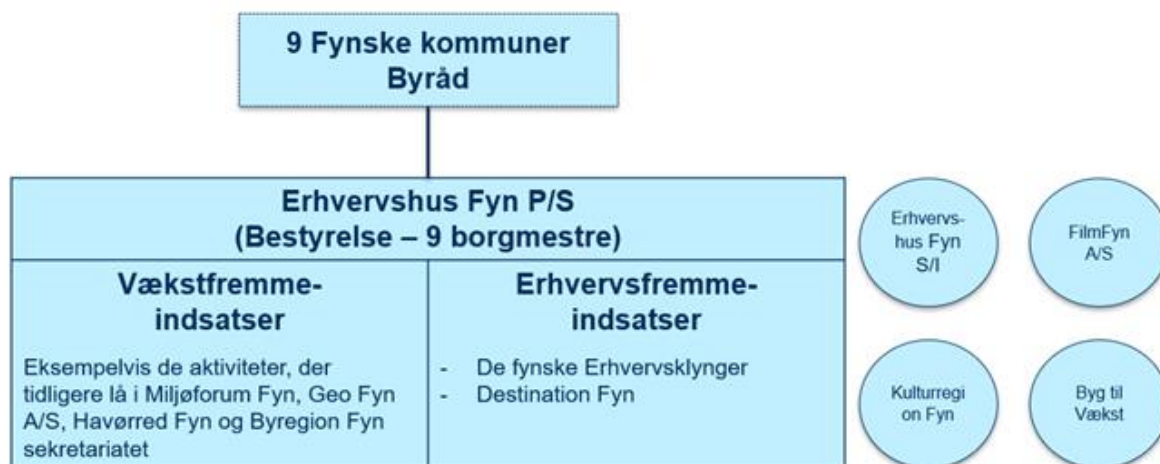 9 Fynske kommuner
Byråd
Erhvervshus Fyn P/S
(Bestyrelse – 9 borgmestre)
Vækstfremme-
indsatser
Eksempelvis de aktiviteter, der
tidligere lå i Miljøforum Fyn, Geo Fyn
A/S, Havørred Fyn og Byregion Fyn
sekretariatet
Erhvervsfremme-
indsatser
- De fynske Erhvervsklynger
- Destination Fyn
Erhvervs-
hus Fyn
S/I
FilmFyn
A/S
Kulturregi
on Fyn
Byg til
Vækst